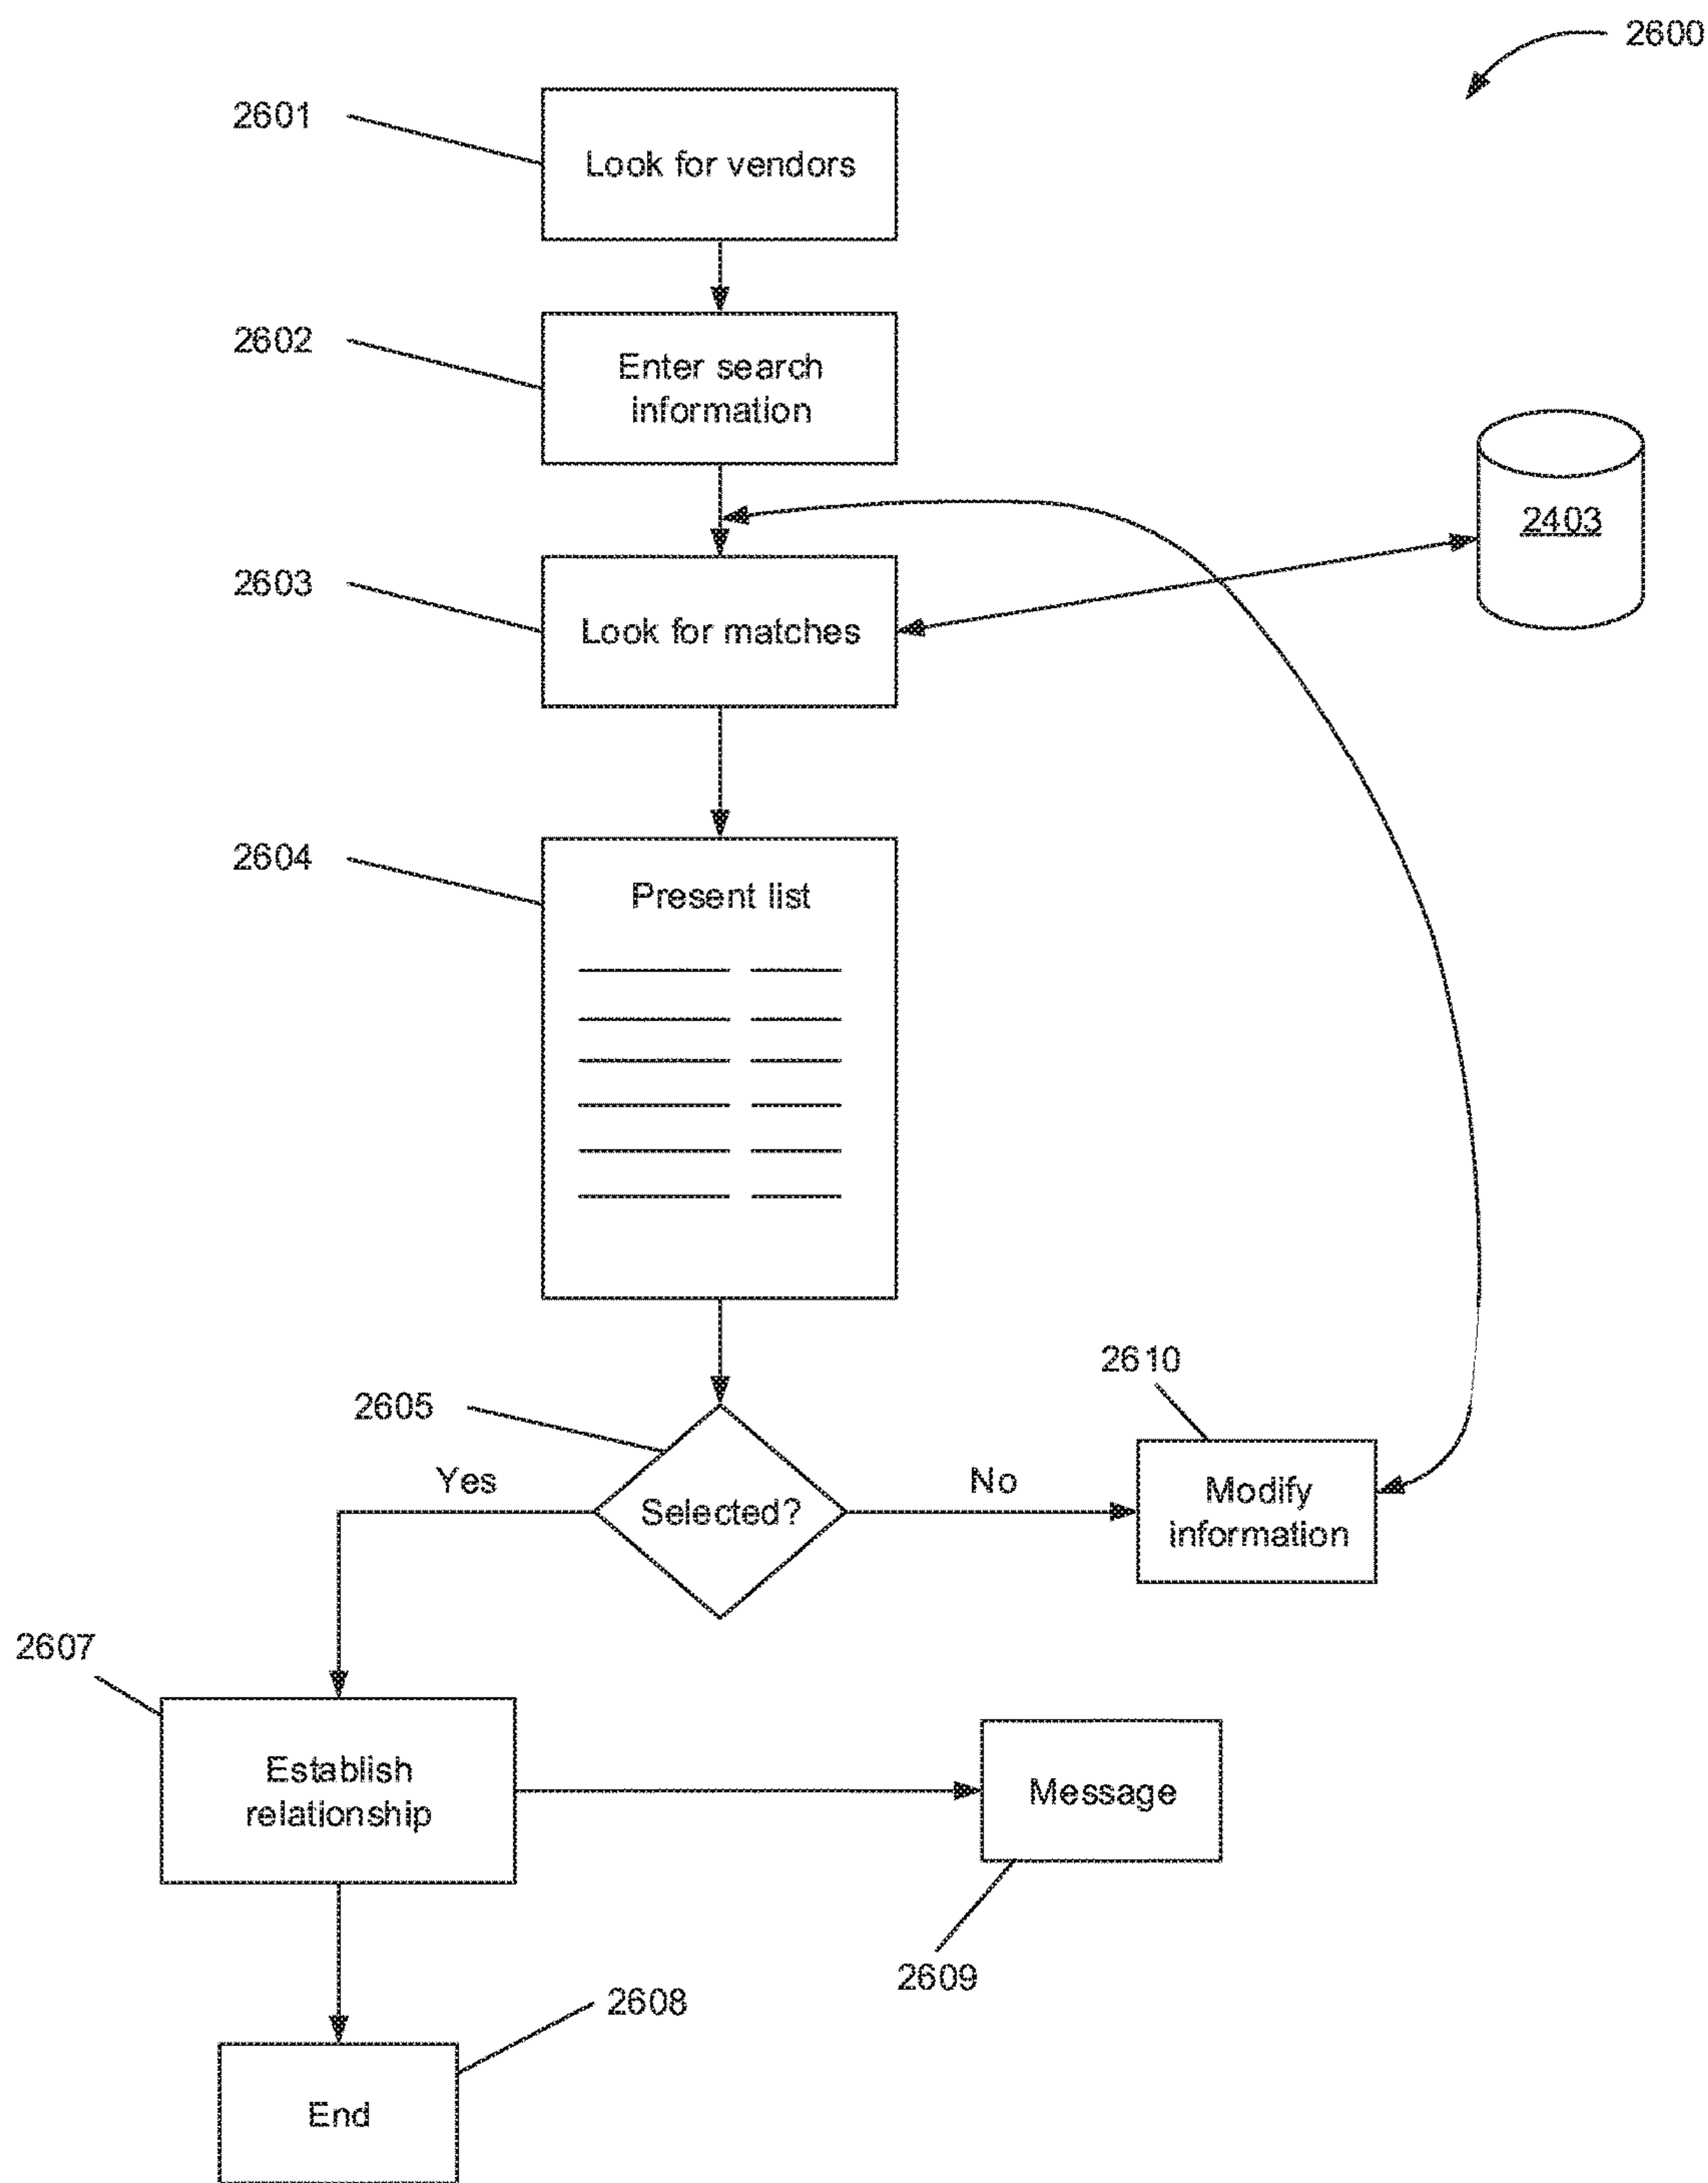 2600
2601
Look for vendors
2602
Enter search
information
2403
2603
Look for matches
2604
Present list
2610
2605
Yes
No
Selected?
Modify
information
2607
Establish
relationship
Message
2609
2608
End